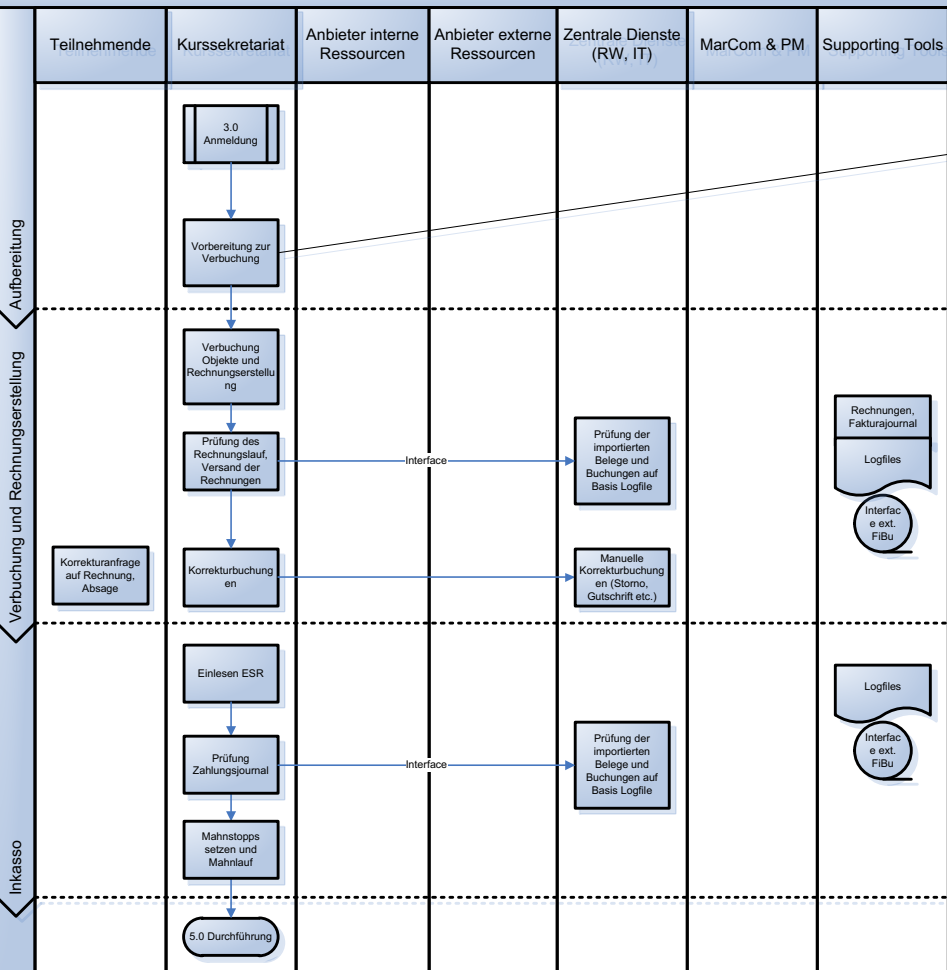 Teilnehmende
Kurssekretariat
Anbieter interne
Ressourcen
Anbieter externe
Ressourcen
Zentrale Dienste
(RW, IT)
MarCom & PM
Supporting Tools
Aufbereitung
3.0
Anmeldung
Vorbereitung zur
Verbuchung
Verbuchung und Rechnungserstellung
Verbuchung
Objekte und
Rechnungserstellu
ng
Prüfung des
Rechnungslauf,
Versand der
Rechnungen
Interface
Prüfung der
importierten
Belege und
Buchungen auf
Basis Logfile
Rechnungen,
Fakturajournal
Logfiles
Interfac
e ext.
FiBu
Korrekturanfrage
auf Rechnung,
Absage
Korrekturbuchung
en
Manuelle
Korrekturbuchung
en (Storno,
Gutschrift etc.)
Inkasso
Einlesen ESR
Logfiles
Prüfung
Zahlungsjournal
Interface
Prüfung der
importierten
Belege und
Buchungen auf
Basis Logfile
Interfac
e ext.
FiBu
Mahnstopps
setzen und
Mahnlauf
5.0 Durchführung